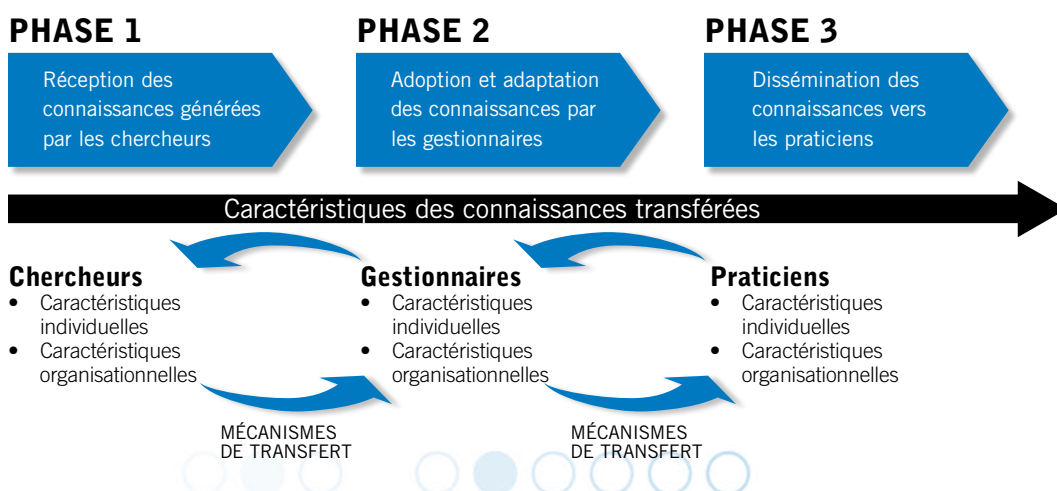 PHASE 1
Réception des
connaissances générées
par les chercheurs
PHASE 2
Adoption et adaptation
des connaissances par
les gestionnaires
PHASE 3
Dissémination des
connaissances vers
les praticiens
Caractéristiques des connaissances transférées
Chercheurs
• Caractéristiques
individuelles
• Caractéristiques
organisationnelles
Gestionnaires
• Caractéristiques
individuelles
• Caractéristiques
organisationnelles
Praticiens
• Caractéristiques
individuelles
• Caractéristiques
organisationnelles
MÉCANISMES
DE TRANSFERT
MÉCANISMES
DE TRANSFERT